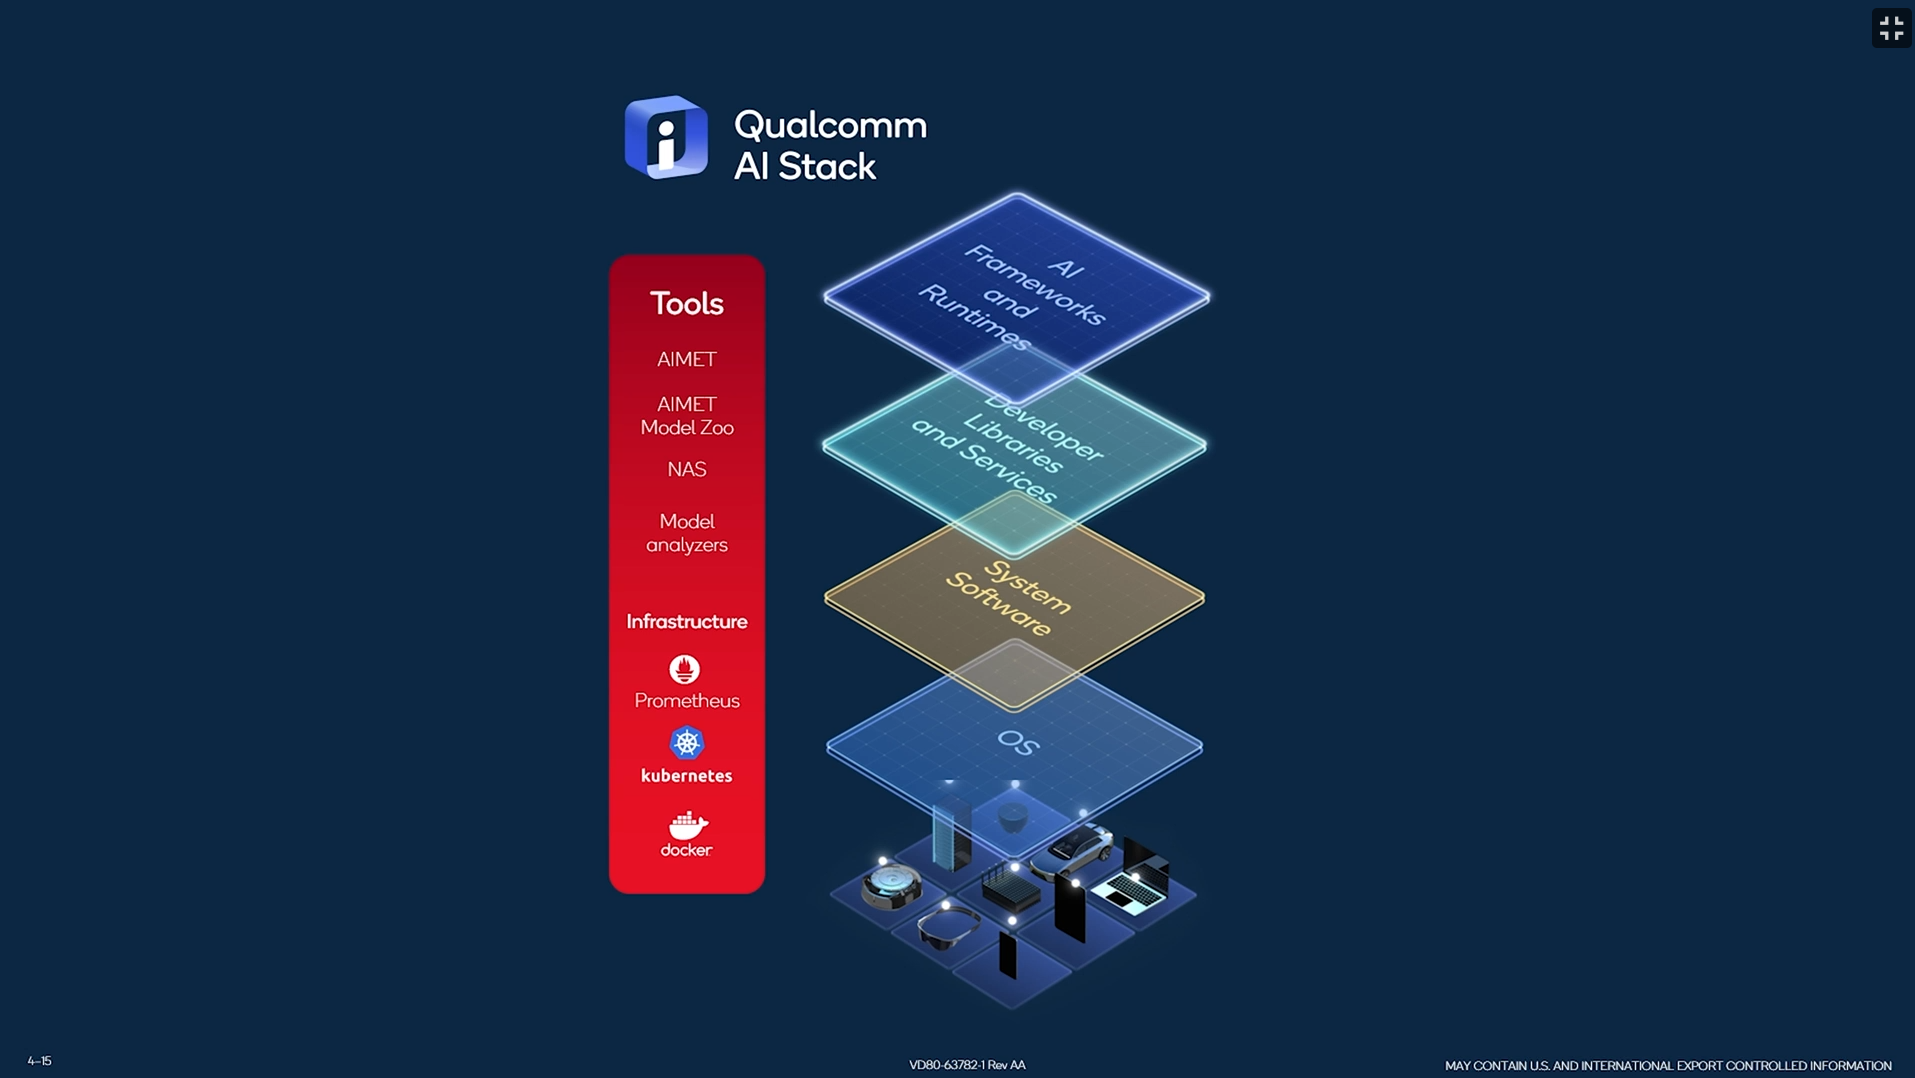 Qualcomm
AI Stack
Tools
AIMET
AIMET
Model Zoo
NAS
Model
analyzers
Infrastructure
Prometheus
kubernetes
docker
AI
Frameworks
and
Runtimes
Developer
Libraries
and Services
System
Software
OS
4-15
VD80-63782-1 Rev AA
MAY CONTAIN U.S. AND INTERNATIONAL EXPORT CONTROLLED INFORMATION